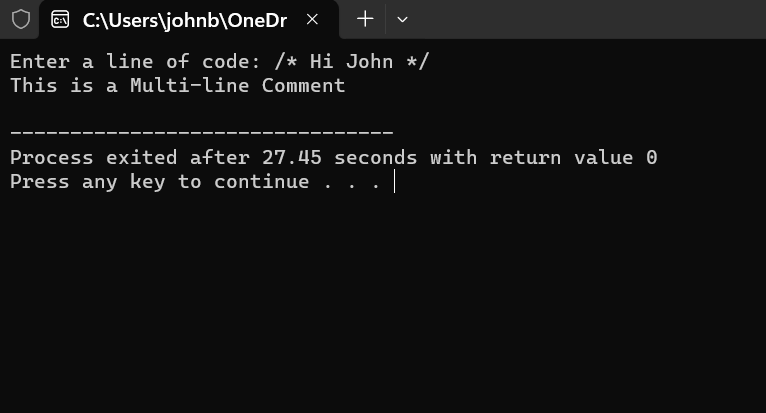 C:\Users\johnb\OneDr
Enter a line of code: /* Hi John */
This is a Multi-line Comment
--------------------------------
Process exited after 27.45 seconds with return value 0
Press any key to continue . . .